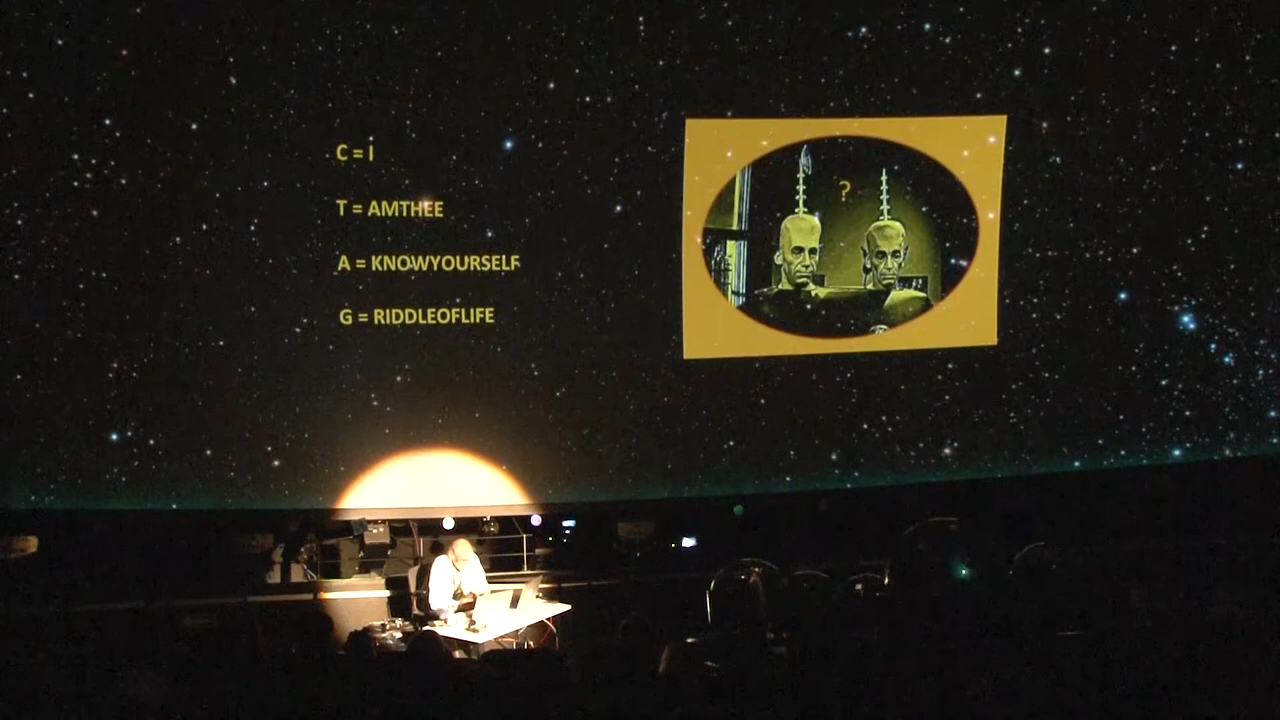 C = I
T = AMTHEE
A = KNOWYOURSELF
G = RIDDLEOFLIFE
?